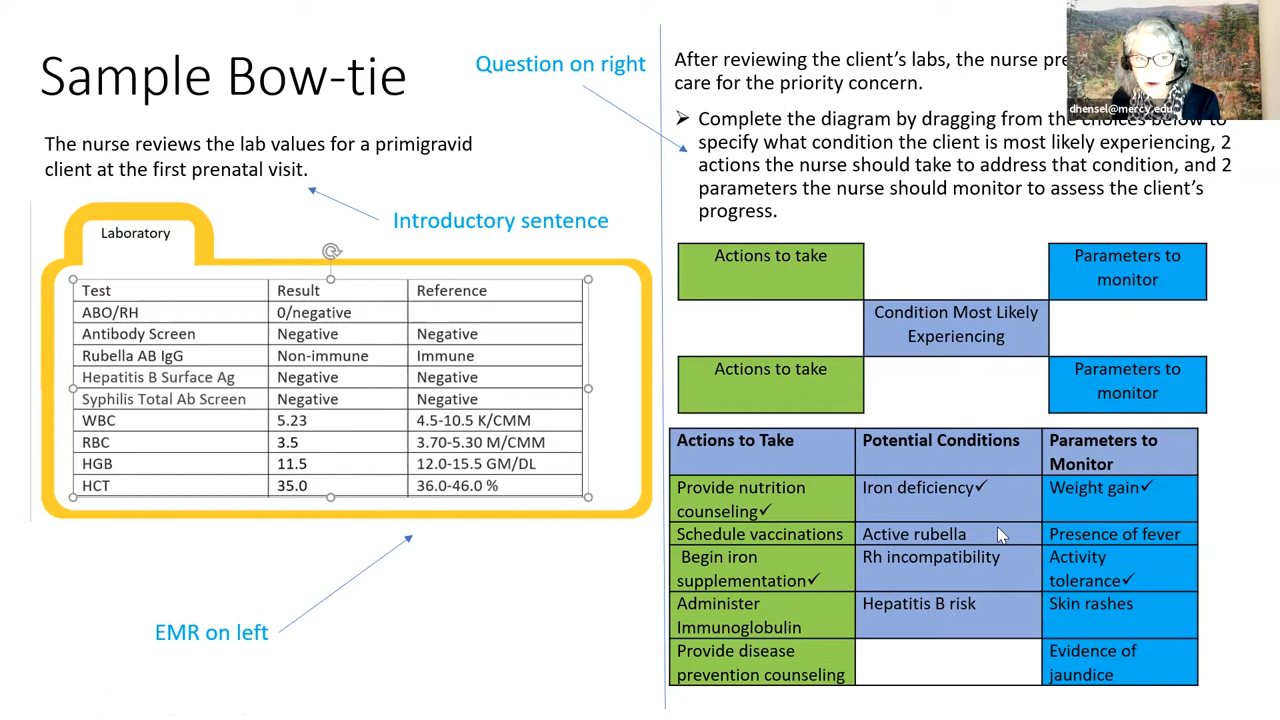 Sample Bow-tie
The nurse reviews the lab values for a primigravid
client at the first prenatal visit.
Introductory sentence
Laboratory
Test Result Reference
ABO/RH 0/negative
Antibody Screen Negative Negative
Rubella AB IgG Non-immune Immune
Hepatitis B Surface Ag Negative Negative
Syphilis Total Ab Screen Negative Negative
WBC 5.23 4.5-10.5 K/CMM
RBC 3.5 3.70-5.30 M/CMM
HGB 11.5 12.0-15.5 GM/DL
HCT 35.0 36.0-46.0 %
EMR on left
Question on right
After reviewing the client's labs, the nurse
care for the priority concern.
dhensel@mercy.edu
➢ Complete the diagram by dragging from the choices below to
specify what condition the client is most likely experiencing, 2
actions the nurse should take to address that condition, and 2
parameters the nurse should monitor to assess the client's
progress.
Actions to take
Parameters to
monitor
Condition Most Likely
Experiencing
Actions to take
Parameters to
monitor
Actions to Take Potential Conditions Parameters to
Monitor
Provide nutrition Iron deficiency✓ Weight gain✓
counseling✓
Schedule vaccinations Active rubella Presence of fever
Begin iron Rh incompatibility Activity
supplementation✓ tolerance✓
Administer Hepatitis B risk Skin rashes
Immunoglobulin
Provide disease Evidence of
prevention counseling jaundice